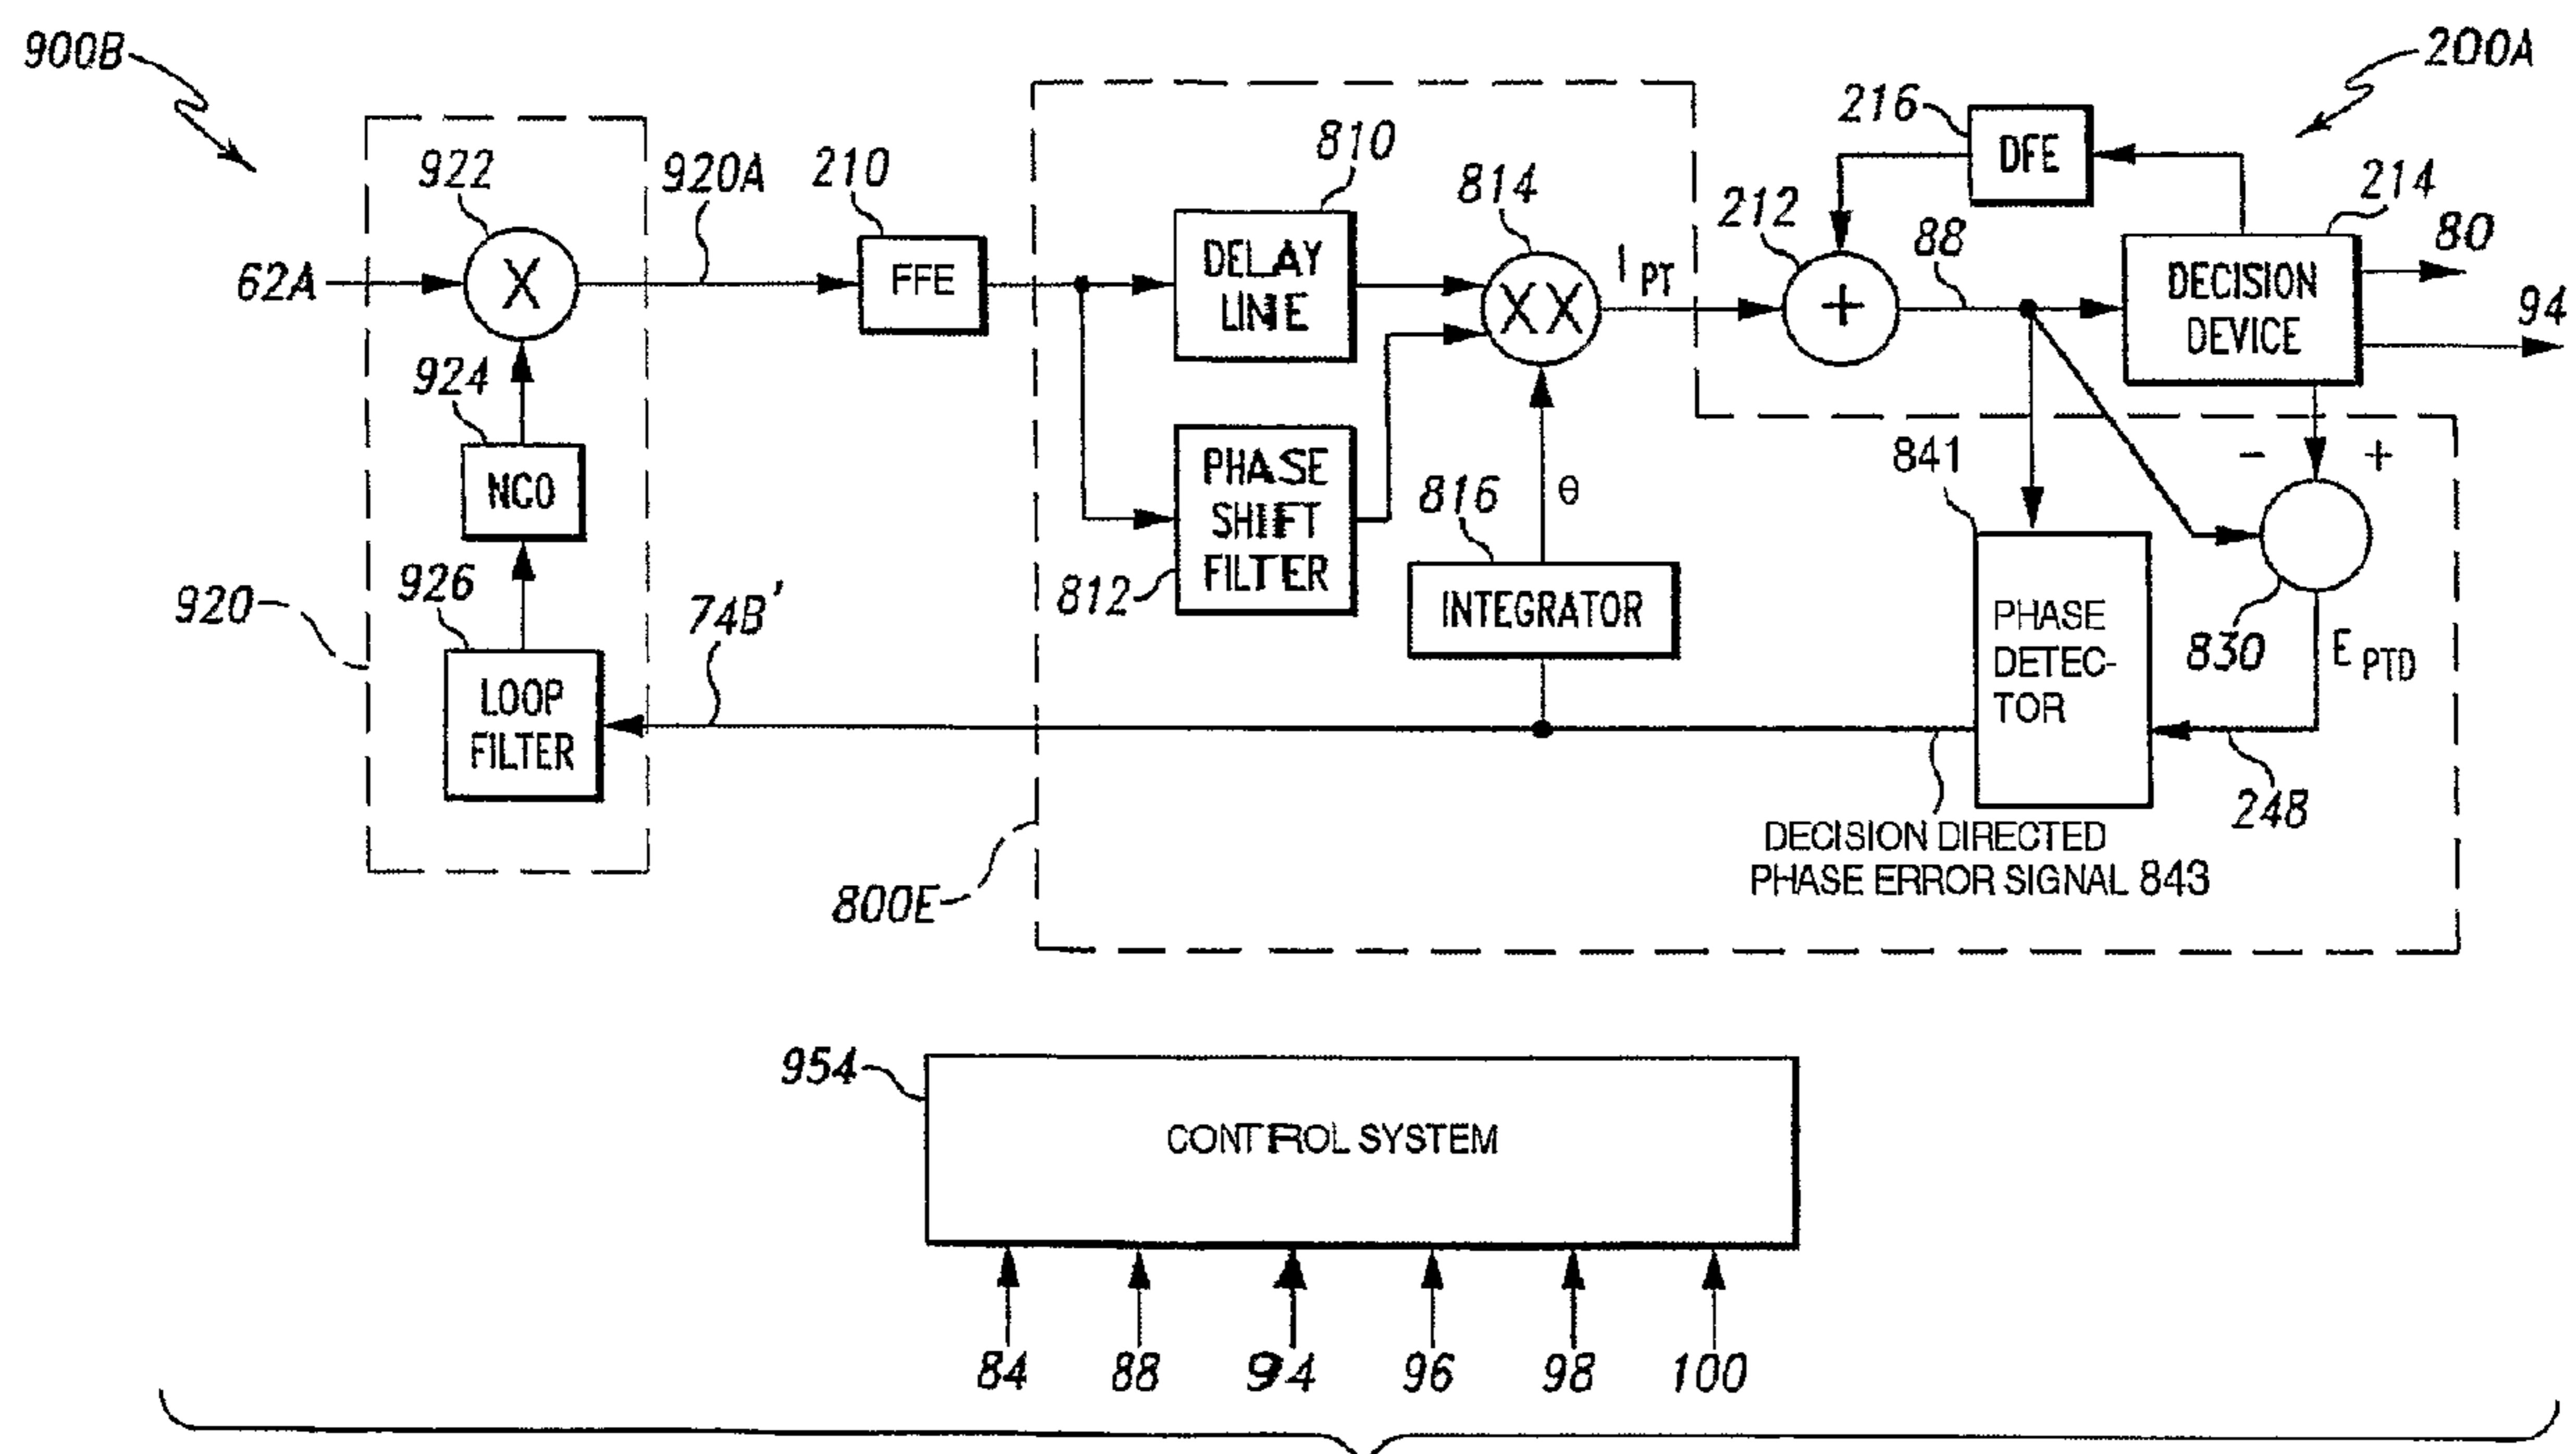 900B
200A
216
DFE
922
920A
210
810
814
212
88
214
80
94
62A
X
FFE
DELAY
LINE
XX
I PT
+
DECISION
DEVICE
924
NCO
PHASE
SHIFT
FILTER
812
816
θ
INTEGRATOR
841
−
+
PHASE
DETEC-
TOR
830
E PTD
248
920
926
LOOP
FILTER
74B'
DECISION DIRECTED
PHASE ERROR SIGNAL 843
800E
954
CONTROL SYSTEM
84 88 94 96 98 100